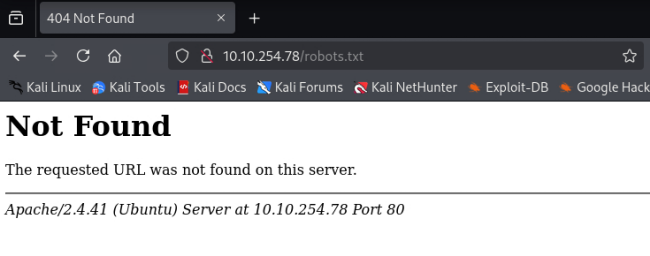 404 Not Found
10.10.254.78/robots.txt
Kali Linux Kali Tools Kali Docs Kali Forums Kali NetHunter Exploit-DB Google Hack
Not Found
The requested URL was not found on this server.
Apache/2.4.41 (Ubuntu) Server at 10.10.254.78 Port 80